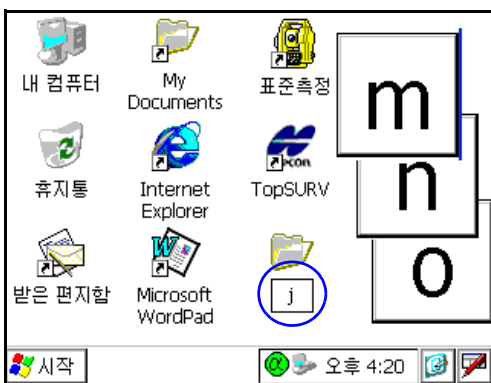 내 컴퓨터
My
Documents
표준측정
m
휴지통
Internet
Explorer
TopSURV
n
받은 편지함
Microsoft
WordPad
j
o
시작
오후 4:20